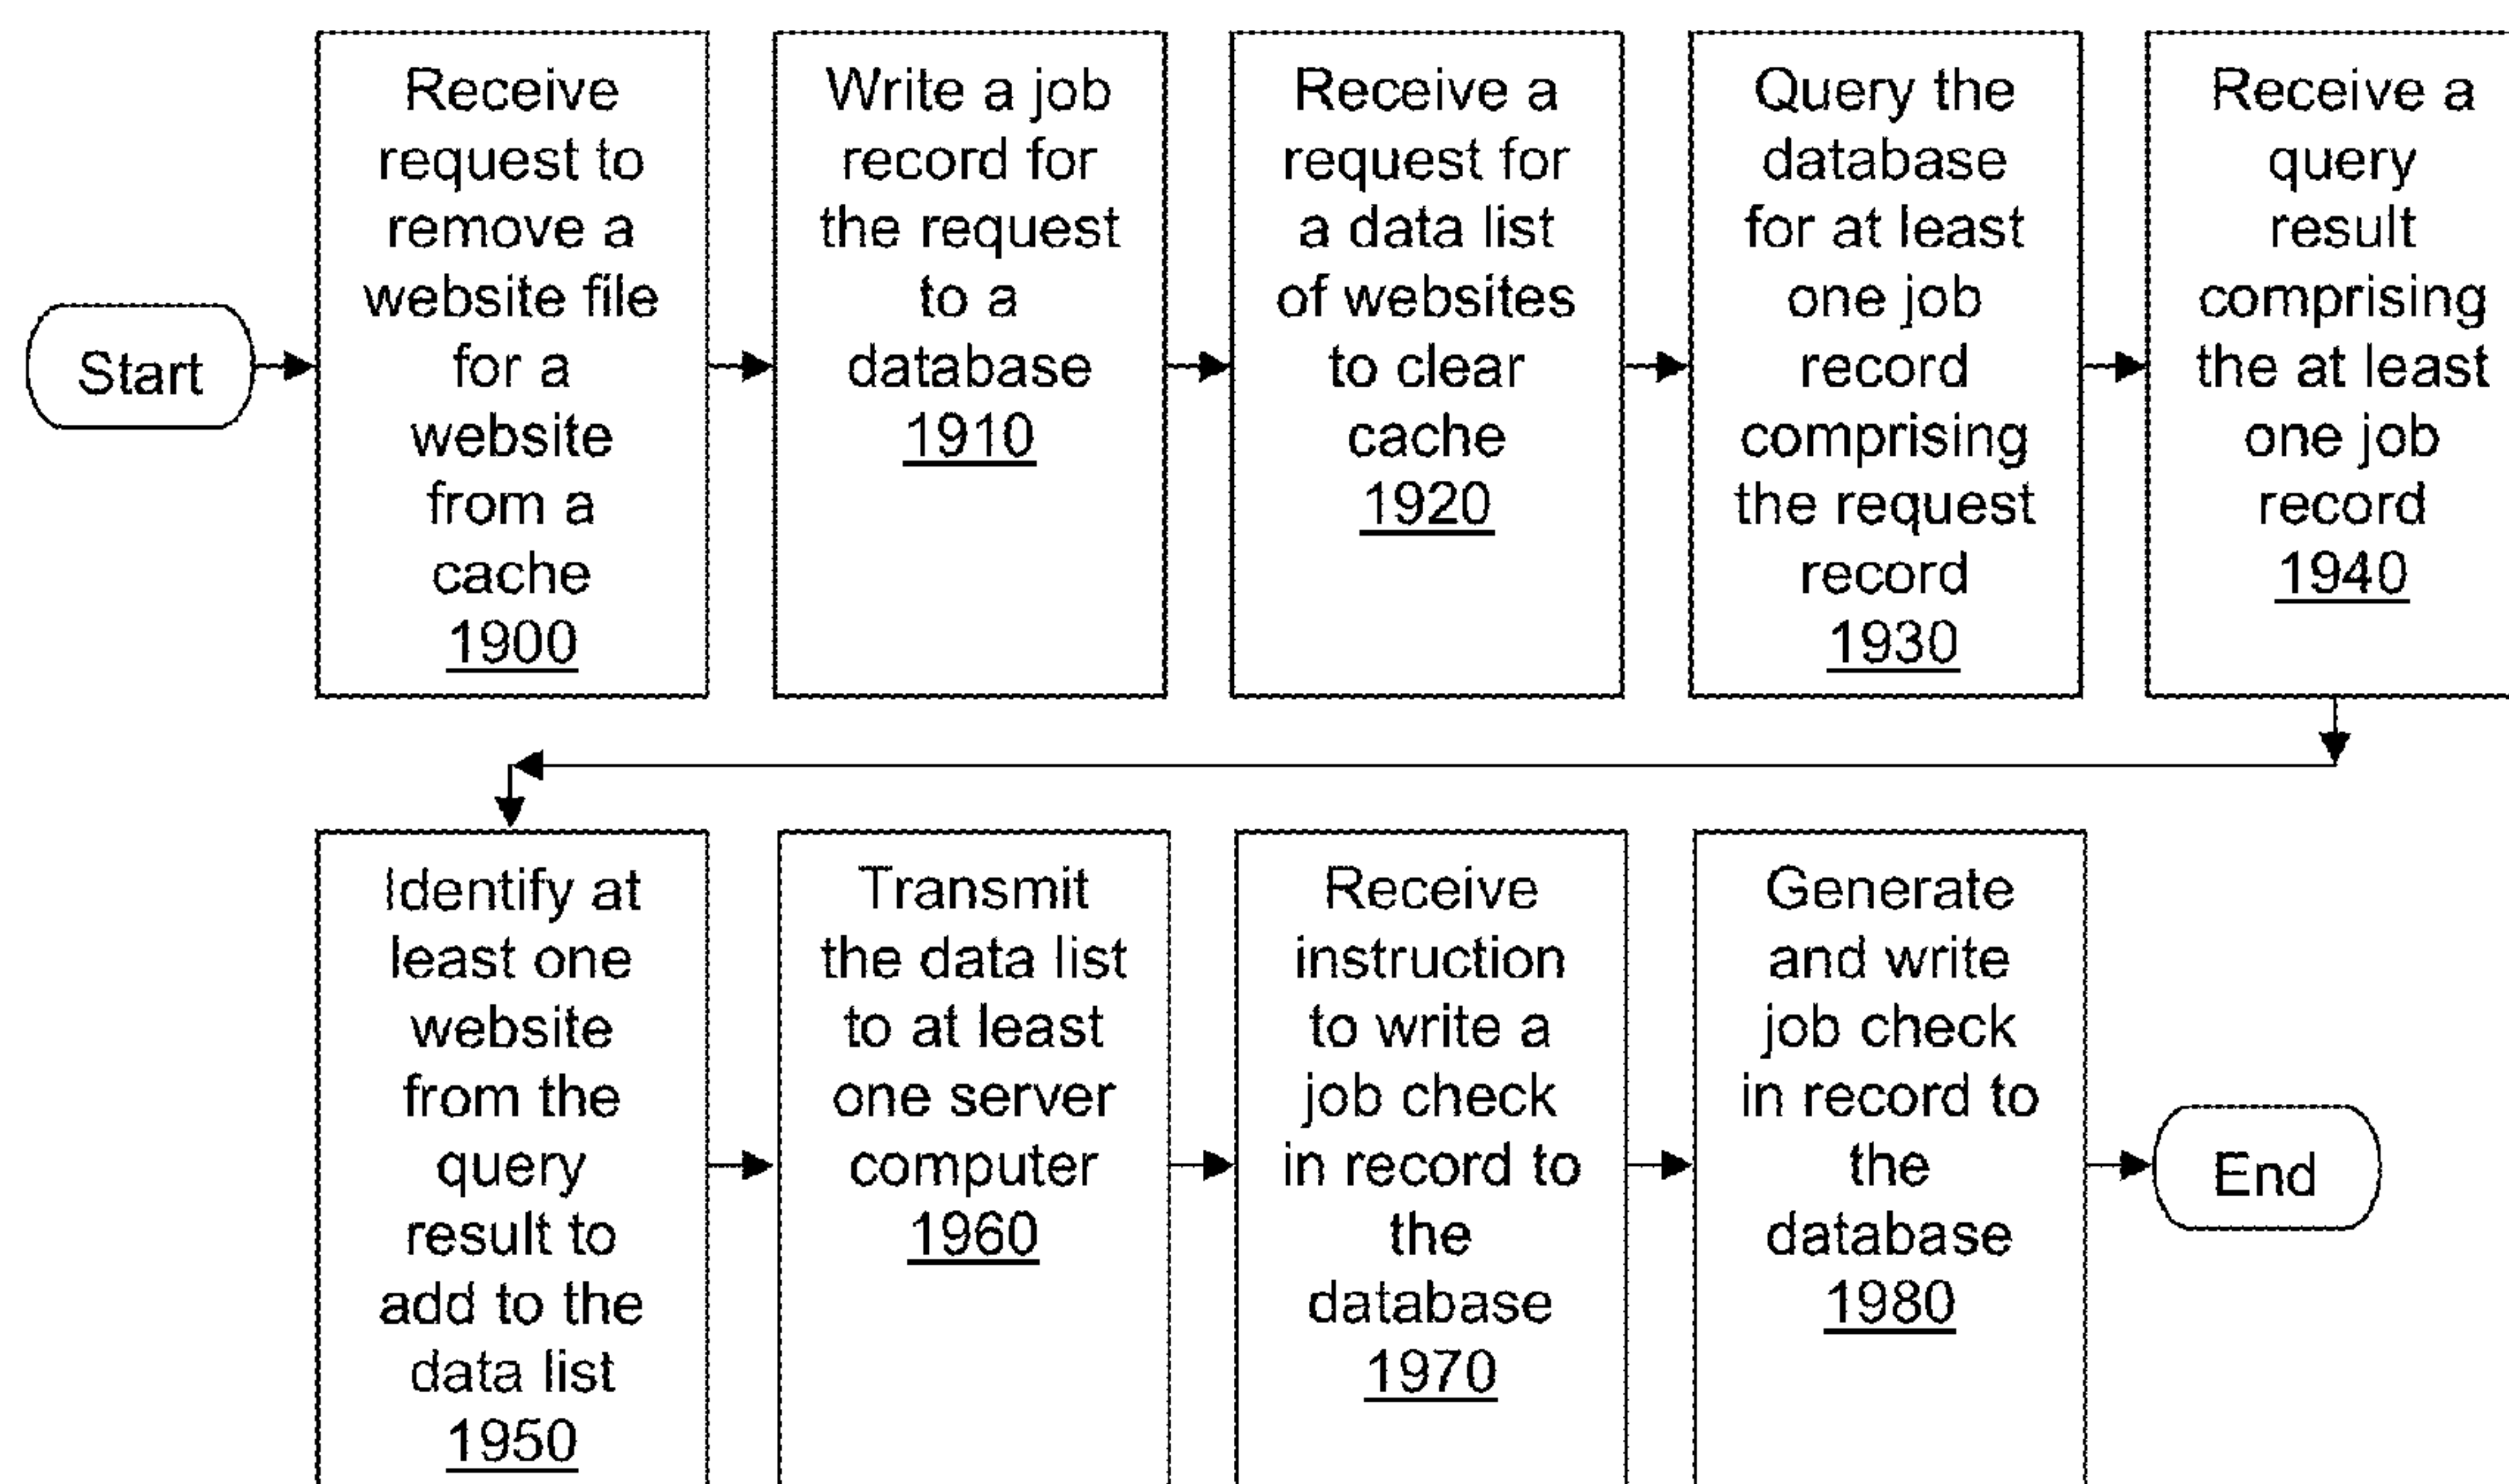 Start
Receive
request to
remove a
website file
for a
website
from a
cache
1900
Write a job
record for
the request
to a
database
1910
Receive a
request for
a data list
of websites
to clear
cache
1920
Query the
database
for at least
one job
record
comprising
the request
record
1930
Receive a
query
result
comprising
the at least
one job
record
1940
Identify at
least one
website
from the
query
result to
add to the
data list
1950
Transmit
the data list
to at least
one server
computer
1960
Receive
instruction
to write a
job check
in record to
the
database
1970
Generate
and write
job check
in record to
the
database
1980
End